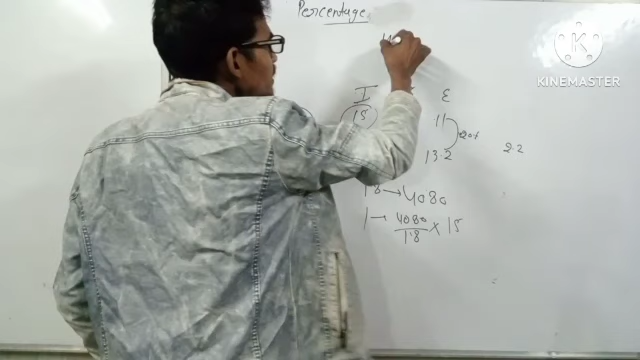 Percentage
KINEMASTER
I E
15 11
20%
13.2 2.2
1.8 → 4080
1 → 4080/1.8 × 15